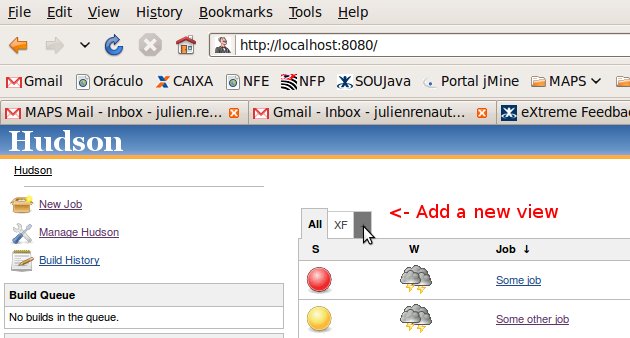 File Edit View History Bookmarks Tools Help
http://localhost:8080/
Gmail Oráculo CAIXA NFE NFP SOUJava Portal jMine MAPS
MAPS Mail - Inbox - julien.re... Gmail - Inbox - julienrenaut... eXtreme Feedba
Hudson
Hudson
New Job
Manage Hudson
Build History
Build Queue
No builds in the queue.
<- Add a new view
All XF
S W Job ↓
Some job
Some other job